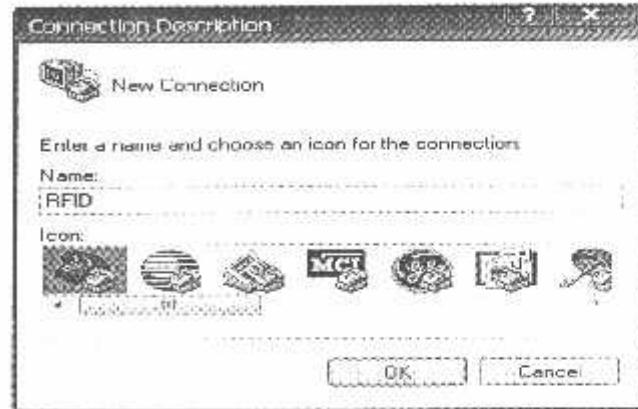 Connection Description
New Connection
Enter a name and choose an icon for the connection:
Name:
RFID
Icon:
MCI
OK
Cancel